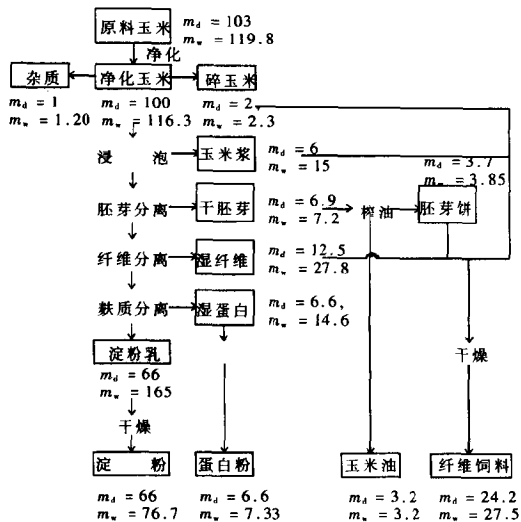 原料玉米 m_d = 103
m_w = 119.8
净化
杂质 净化玉米 碎玉米
m_d = 1 m_d = 100 m_d = 2
m_w = 1.20 m_w = 116.3 m_w = 2.3
浸 泡 玉米浆 m_d = 6
m_w = 15
m_d = 3.7
m_w = 3.85
胚芽分离 干胚芽 m_d = 6.9
m_w = 7.2
榨油 胚芽饼
纤维分离 湿纤维 m_d = 12.5
m_w = 27.8
麸质分离 湿蛋白 m_d = 6.6,
m_w = 14.6
淀粉乳
m_d = 66
m_w = 165
干燥
干燥
淀 粉 蛋白粉 玉米油 纤维饲料
m_d = 66 m_d = 6.6 m_d = 3.2 m_d = 24.2
m_w = 76.7 m_w = 7.33 m_w = 3.2 m_w = 27.5